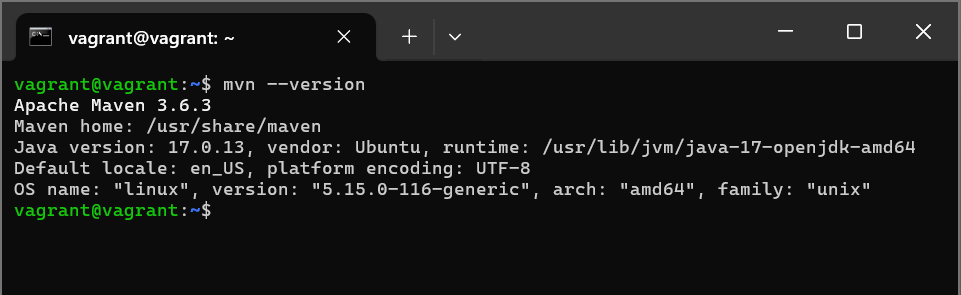 vagrant@vagrant: ~
vagrant@vagrant:~$ mvn --version
Apache Maven 3.6.3
Maven home: /usr/share/maven
Java version: 17.0.13, vendor: Ubuntu, runtime: /usr/lib/jvm/java-17-openjdk-amd64
Default locale: en_US, platform encoding: UTF-8
OS name: "linux", version: "5.15.0-116-generic", arch: "amd64", family: "unix"
vagrant@vagrant:~$